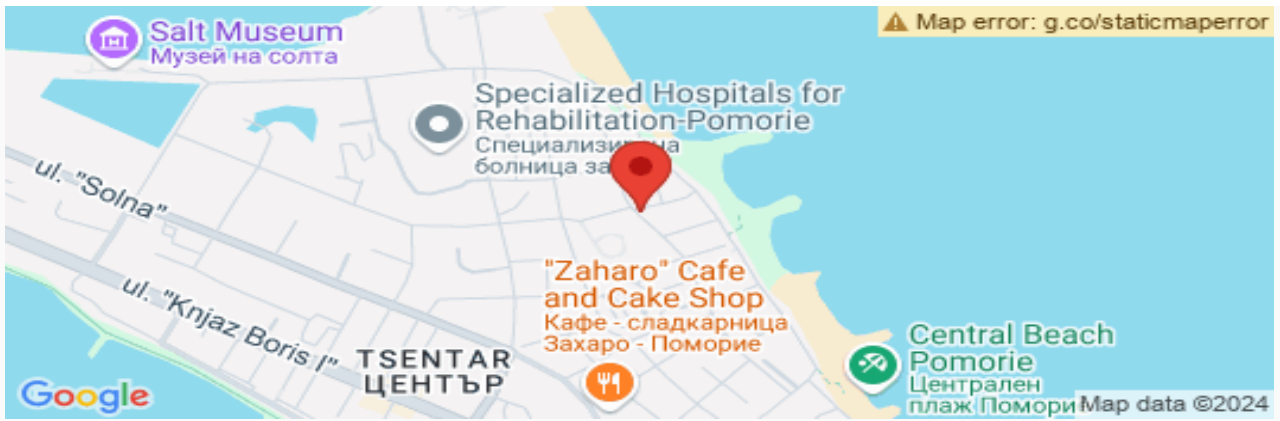 Salt Museum
Музей на солта
Map error: g.co/staticmaperror
Specialized Hospitals for
Rehabilitation-Pomorie
болница за
ul. "Solna"
ul. "Knjaz Boris I"
"Zaharo" Cafe
and Cake Shop
Кафе - сладкарница
Захаро - Поморие
TSENTAR
ЦЕНТЪР
Central Beach
Pomorie
Централен
плаж
Google
Map data ©2024